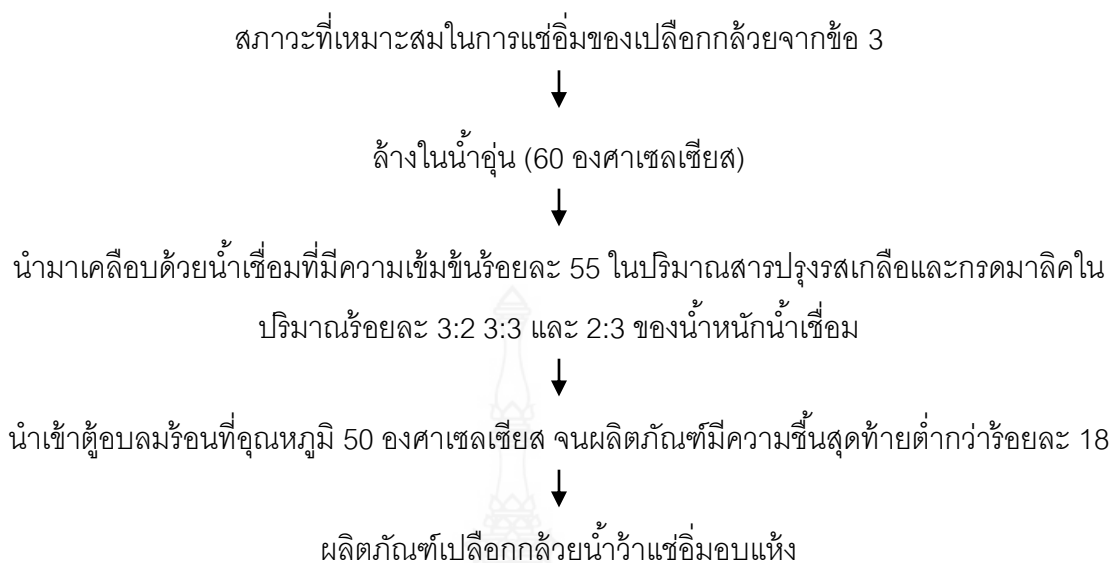 สภาวะที่เหมาะสมในการแช่อิ่มของเปลือกกล้วยจากข้อ 3
ล้างในน้ำอุ่น (60 องศาเซลเซียส)
นำมาเคลือบด้วยน้ำเชื่อมที่มีความเข้มข้นร้อยละ 55 ในปริมาณสารปรุงรสเกลือและกรดมาลิคใน
ปริมาณร้อยละ 3:2 3:3 และ 2:3 ของน้ำหนักน้ำเชื่อม
นำเข้าตู้อบลมร้อนที่อุณหภูมิ 50 องศาเซลเซียส จนผลิตภัณฑ์มีความชื้นสุดท้ายต่ำกว่าร้อยละ 18
ผลิตภัณฑ์เปลือกกล้วยน้ำว้าแช่อิ่มอบแห้ง